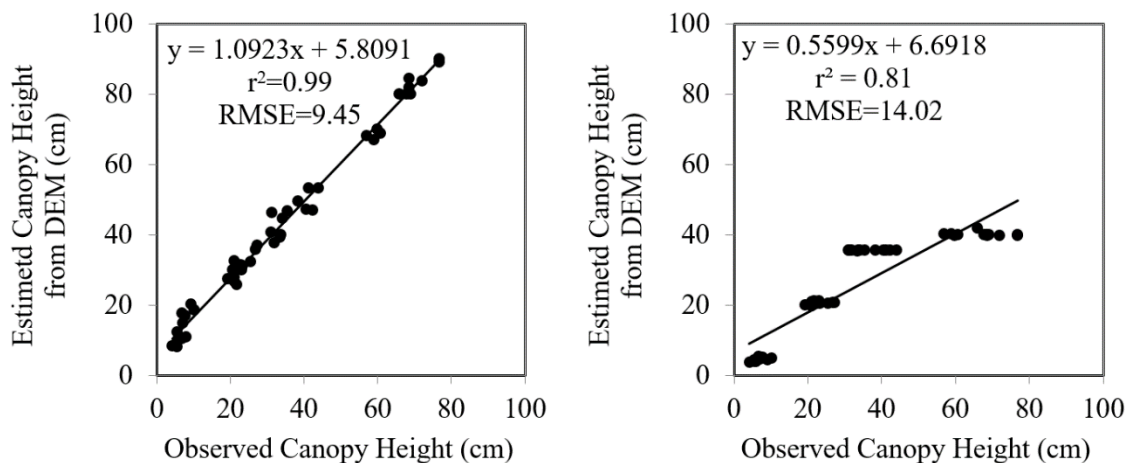 Estimetd Canopy Height
from DEM (cm)
100
80
60
40
20
0
y = 1.0923x + 5.8091
r²=0.99
RMSE=9.45
0 20 40 60 80 100
Observed Canopy Height (cm)
Estimetd Canopy Height
from DEM (cm)
100
80
60
40
20
0
y = 0.5599x + 6.6918
r² = 0.81
RMSE=14.02
0 20 40 60 80 100
Observed Canopy Height (cm)